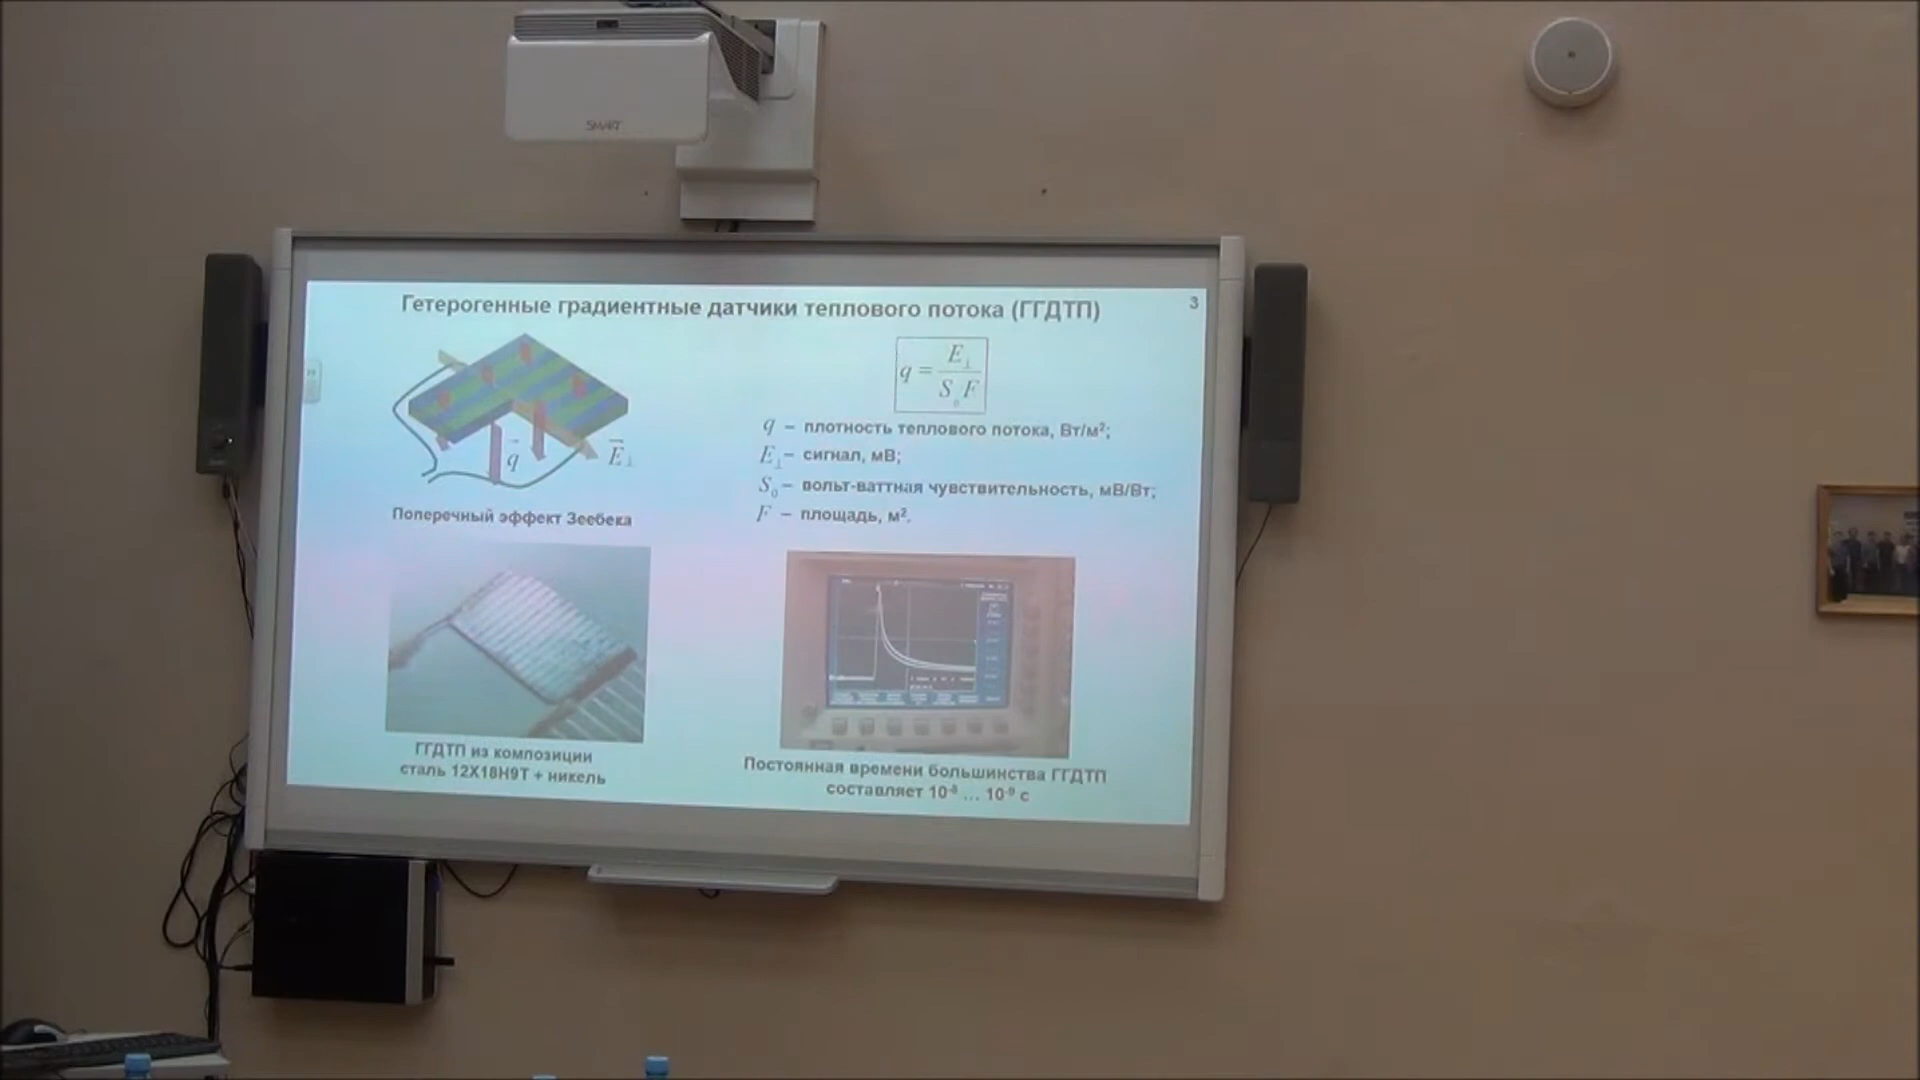 SMART
Гетерогенные градиентные датчики теплового потока (ГГДТП)
3
q = E⊥ / S₀F
q – плотность теплового потока, Вт/м²;
E⊥ – сигнал, мВ;
S₀ – вольт-ваттная чувствительность, мВ/Вт;
F – площадь, м².
q
E⊥
Поперечный эффект Зеебека
ГГДТП из композиции
сталь 12Х18Н9Т + никель
Постоянная времени большинства ГГДТП
составляет 10⁻⁸ … 10⁻⁹ с